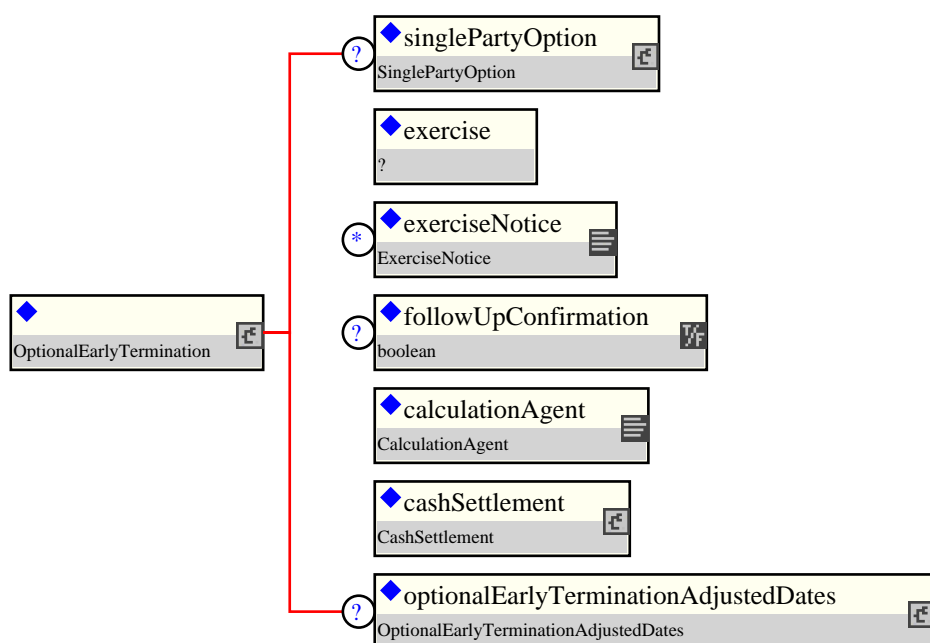 ? singlePartyOption
SinglePartyOption
exercise
?
* exerciseNotice
ExerciseNotice
OptionalEarlyTermination
? followUpConfirmation T/F
boolean
calculationAgent
CalculationAgent
cashSettlement
CashSettlement
? optionalEarlyTerminationAdjustedDates
OptionalEarlyTerminationAdjustedDates